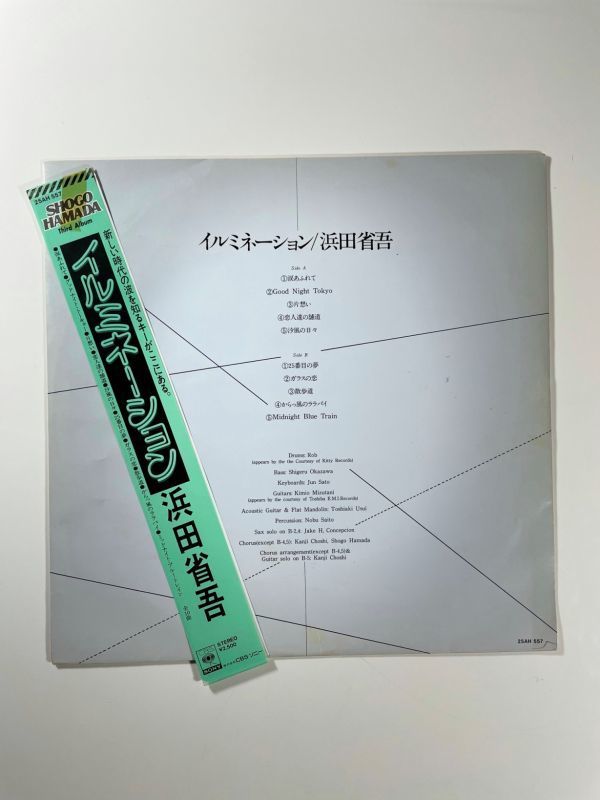 25AH 557
SHOGO
HAMADA
Third Album
新しい時代の波を知るキーがここにある。
イルミネーション
浜田省吾
全10曲
STEREO
¥2,500
SONY
CBS・ソニー
イルミネーション/浜田省吾
Side A
①涙あふれて
②Good Night Tokyo
③片想い
④恋人達の舗道
⑤汐風の日々
Side B
①25番目の夢
②ガラスの恋
③散歩道
④からっ風のララバイ
⑤Midnight Blue Train
Drums: Rob
(appears by the the Courtesy of Kitty Records)
Bass: Shigeru Okazawa
Keyboards: Jun Sato
Guitars: Kimio Mizutani
(appears by the courtesy of Toshiba E.M.I.Records)
Acoustic Guitar & Flat Mandolin: Toshiaki Usui
Percussion: Nobu Saito
Sax solo on B-2,4: Jake H, Concepcion
Chorus(except B-4,5): Kanji Choshi, Shogo Hamada
Chorus arrangement(except B-4,5)&
Guitar solo on B-5: Kanji Choshi
25AH 557